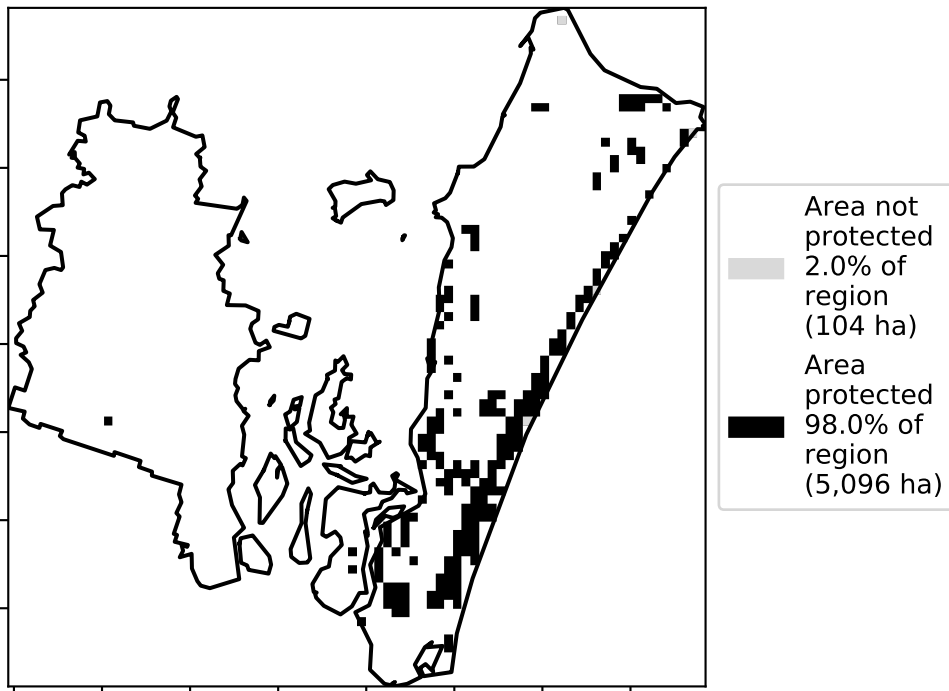 Area not
protected
2.0% of
region
(104 ha)
Area
protected
98.0% of
region
(5,096 ha)